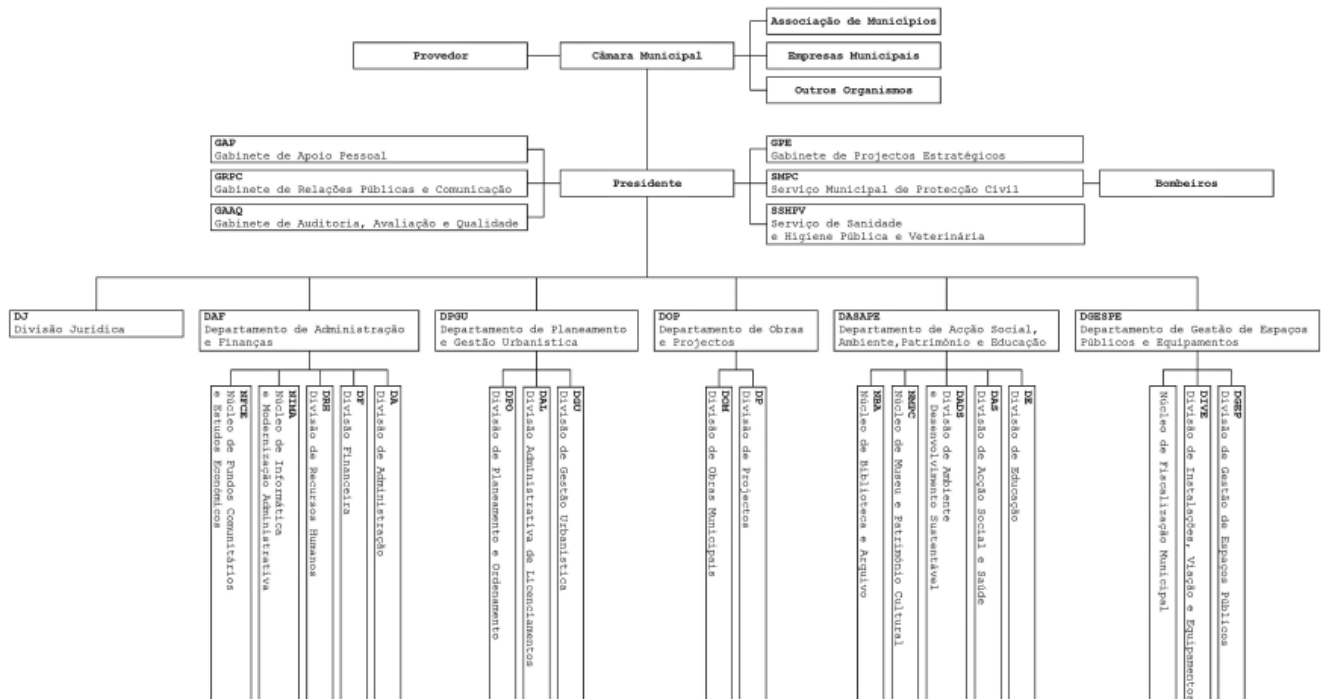 Associação de Municípios
Provedor
Câmara Municipal
Empresas Municipais
Outros Organismos
GAP
Gabinete de Apoio Pessoal
GRPC
Gabinete de Relações Públicas e Comunicação
GAAQ
Gabinete de Auditoria, Avaliação e Qualidade
Presidente
GPE
Gabinete de Projectos Estratégicos
SMPC
Serviço Municipal de Protecção Civil
SSHPV
Serviço de Sanidade
e Higiene Pública e Veterinária
Bombeiros
DJ
Divisão Jurídica
DAF
Departamento de Administração
e Finanças
DPGU
Departamento de Planeamento
e Gestão Urbanística
DOP
Departamento de Obras
e Projectos
DASAPE
Departamento de Acção Social,
Ambiente,Património e Educação
DGESPE
Departamento de Gestão de Espaços
Públicos e Equipamentos
NFCE
Núcleo de Fundos Comunitários
e Estudos Económicos
NIMA
Núcleo de Informática
e Modernização Administrativa
DRH
Divisão de Recursos Humanos
DF
Divisão Financeira
DA
Divisão de Administração
DPO
Divisão de Planeamento e Ordenamento
DAL
Divisão Administrativa de Licenciamentos
DGU
Divisão de Gestão Urbanística
DOM
Divisão de Obras Municipais
DP
Divisão de Projectos
NBA
Núcleo de Biblioteca e Arquivo
NMPC
Núcleo de Museu e Património Cultural
DADS
Divisão de Ambiente
e Desenvolvimento Sustentável
DAS
Divisão de Acção Social e Saúde
DE
Divisão de Educação
Núcleo de Fiscalização Municipal
DIVE
Divisão de Instalações, Viação e Equipamentos
DGEP
Divisão de Gestão de Espaços Públicos